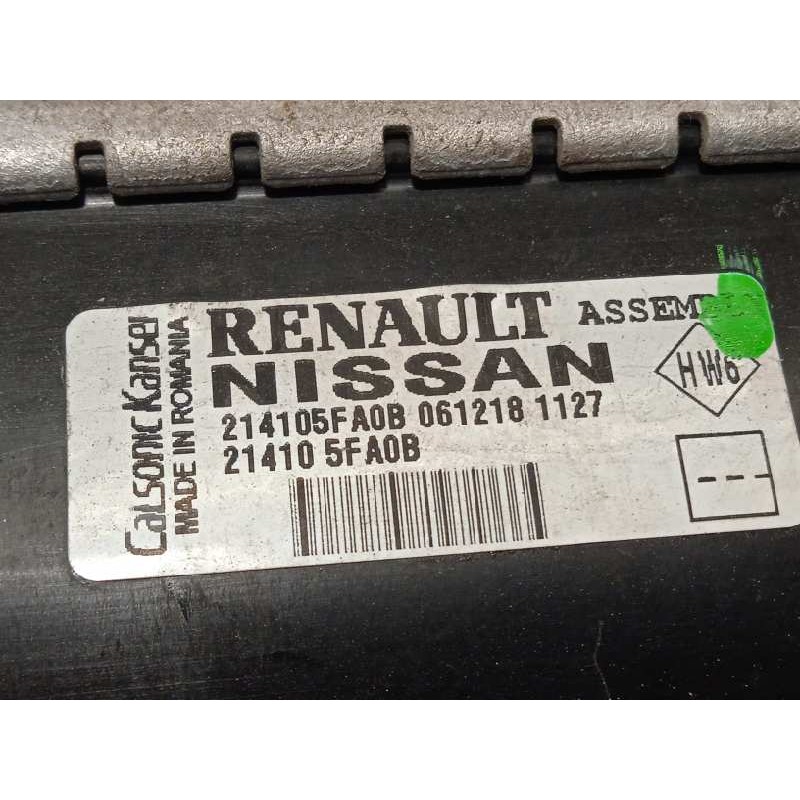 Calsonic Kansei
MADE IN ROMANIA
RENAULT
NISSAN
214105FA0B 061218 1127
21410 5FA0B
HW6